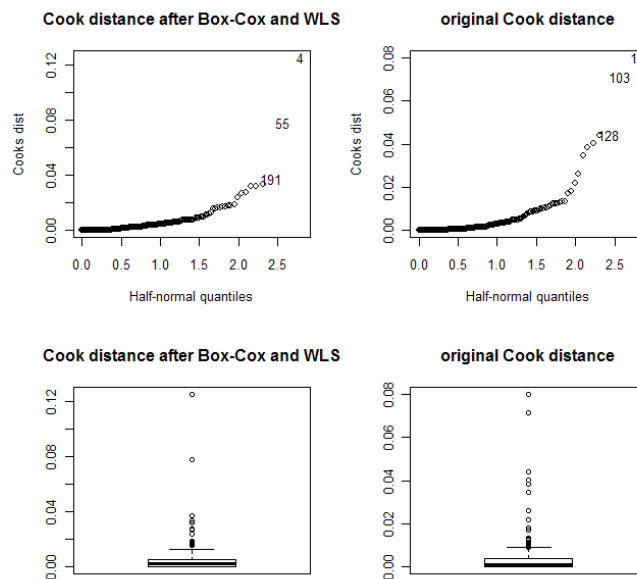 Cook distance after Box-Cox and WLS
original Cook distance
Cooks dist
0.00 0.04 0.08 0.12
4
55
191
0.0 0.5 1.0 1.5 2.0 2.5
Half-normal quantiles
Cooks dist
0.00 0.02 0.04 0.06 0.08
1
103
128
0.0 0.5 1.0 1.5 2.0 2.5
Half-normal quantiles
Cook distance after Box-Cox and WLS
original Cook distance
0.00 0.04 0.08 0.12
0.00 0.02 0.04 0.06 0.08